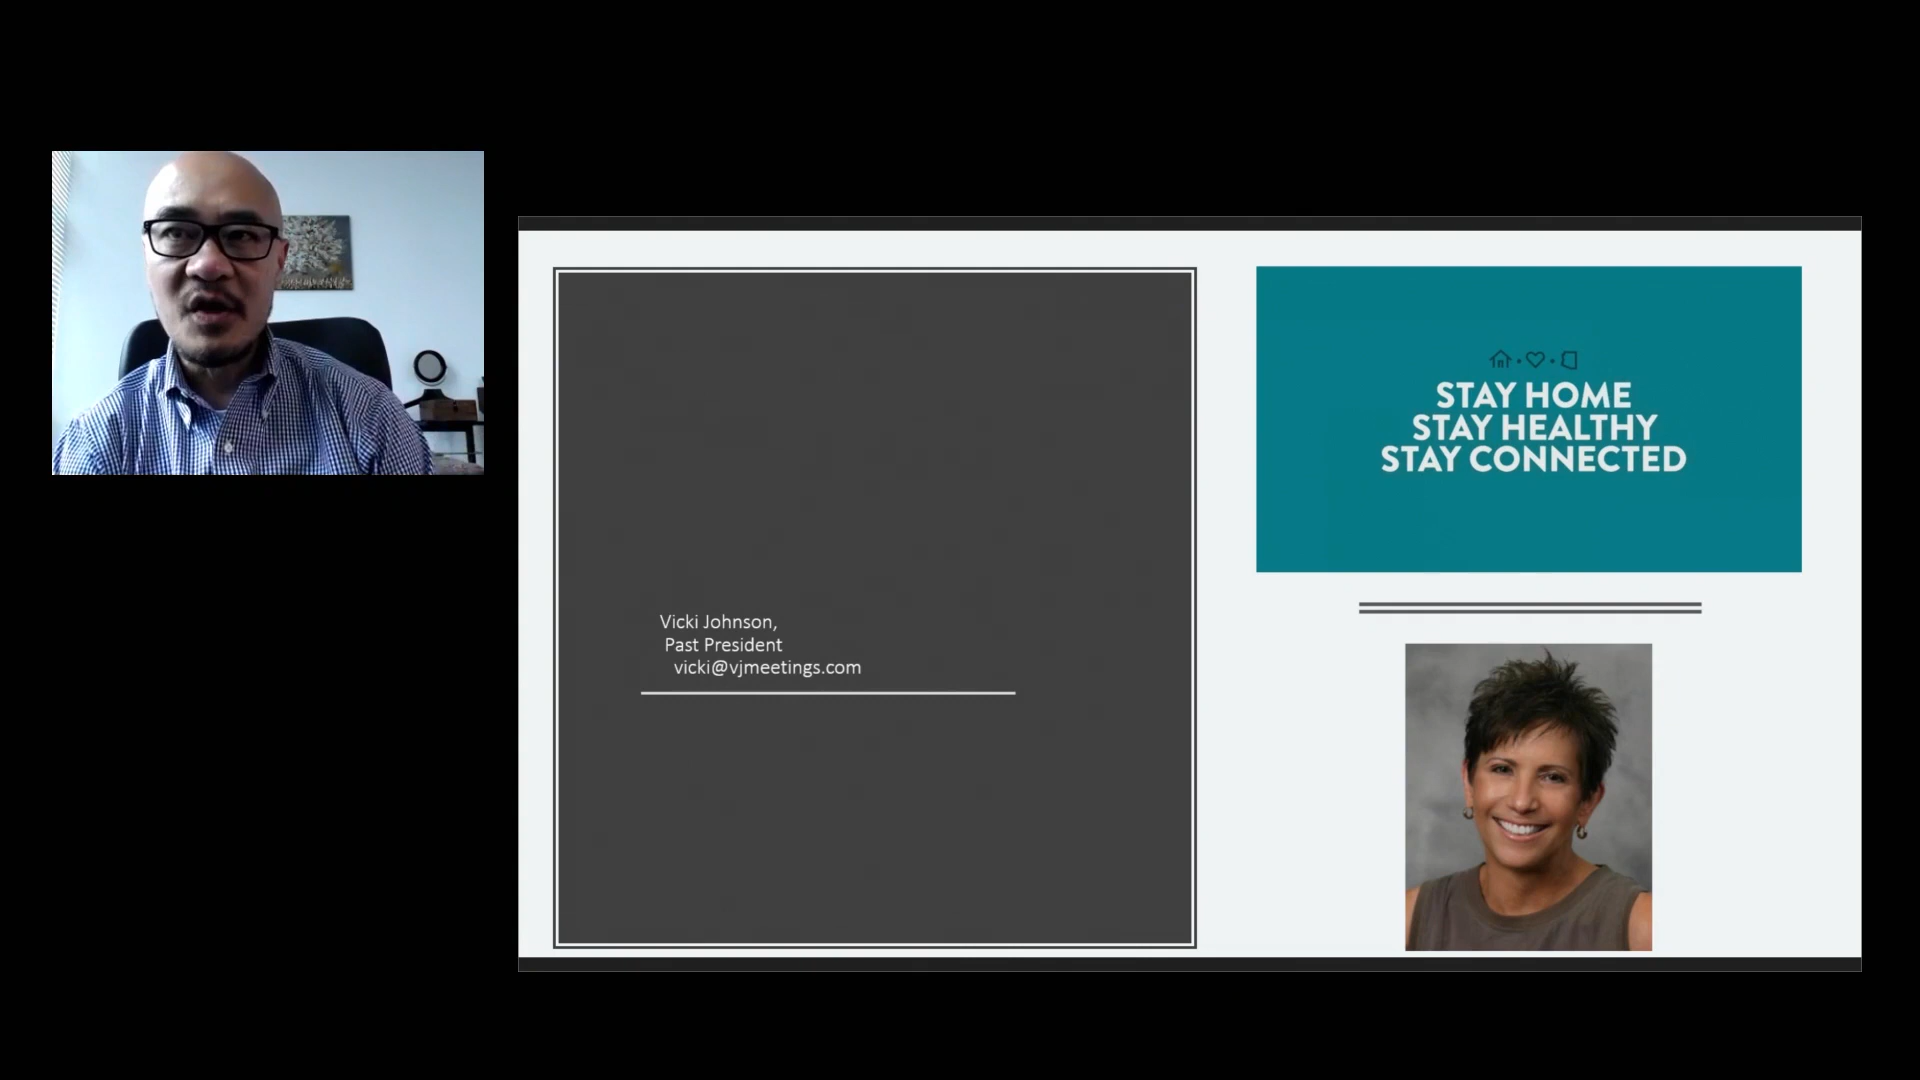 Vicki Johnson,
Past President
vicki@vjmeetings.com
STAY HOME
STAY HEALTHY
STAY CONNECTED